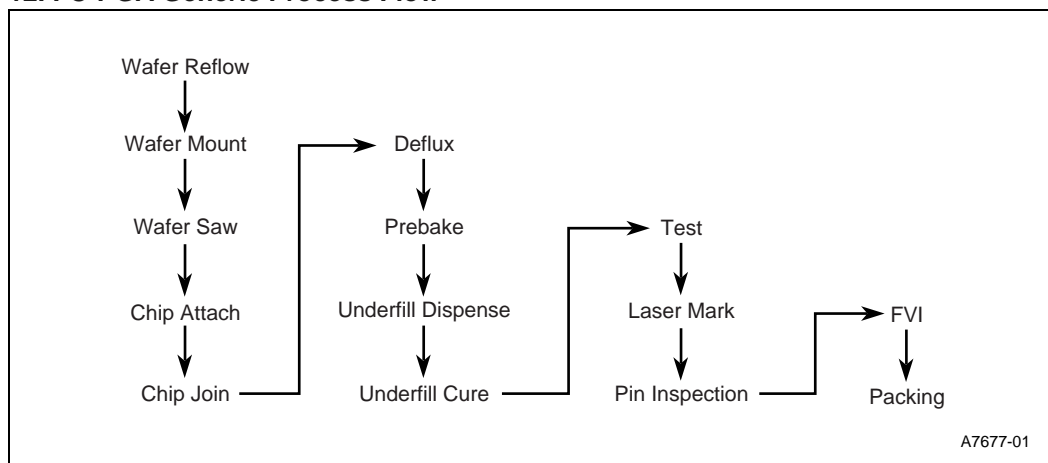 Wafer Reflow
Wafer Mount
Wafer Saw
Chip Attach
Chip Join
Deflux
Prebake
Underfill Dispense
Underfill Cure
Test
Laser Mark
Pin Inspection
FVI
Packing
A7677-01